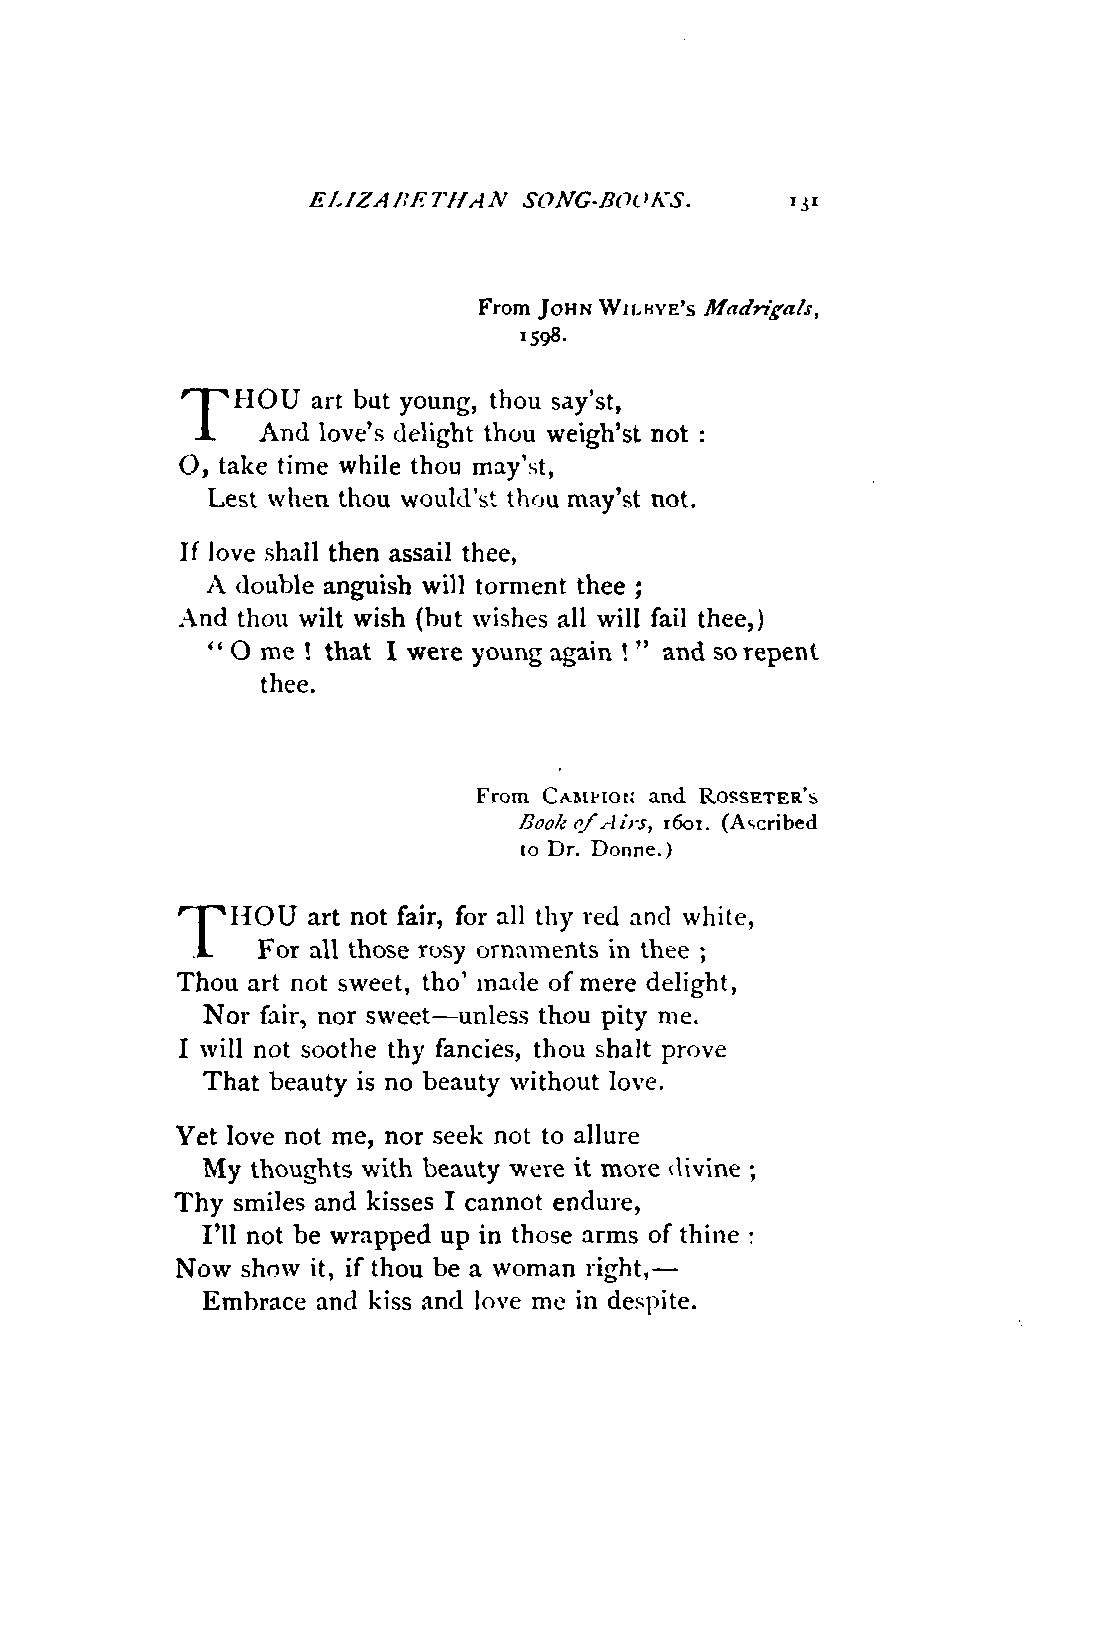 ELIZABETHAN SONG-BOOKS. 131
From JOHN WILBYE'S Madrigals,
1598.
THOU art but young, thou say'st,
And love's delight thou weigh'st not :
O, take time while thou may'st,
Lest when thou would'st thou may'st not.
If love shall then assail thee,
A double anguish will torment thee ;
And thou wilt wish (but wishes all will fail thee,)
“ O me ! that I were young again ! ” and so repent
thee.
From CAMPION and ROSSETER'S
Book of Airs, 1601. (Ascribed
to Dr. Donne.)
THOU art not fair, for all thy red and white,
For all those rosy ornaments in thee ;
Thou art not sweet, tho' made of mere delight,
Nor fair, nor sweet—unless thou pity me.
I will not soothe thy fancies, thou shalt prove
That beauty is no beauty without love.
Yet love not me, nor seek not to allure
My thoughts with beauty were it more divine ;
Thy smiles and kisses I cannot endure,
I'll not be wrapped up in those arms of thine :
Now show it, if thou be a woman right,—
Embrace and kiss and love me in despite.